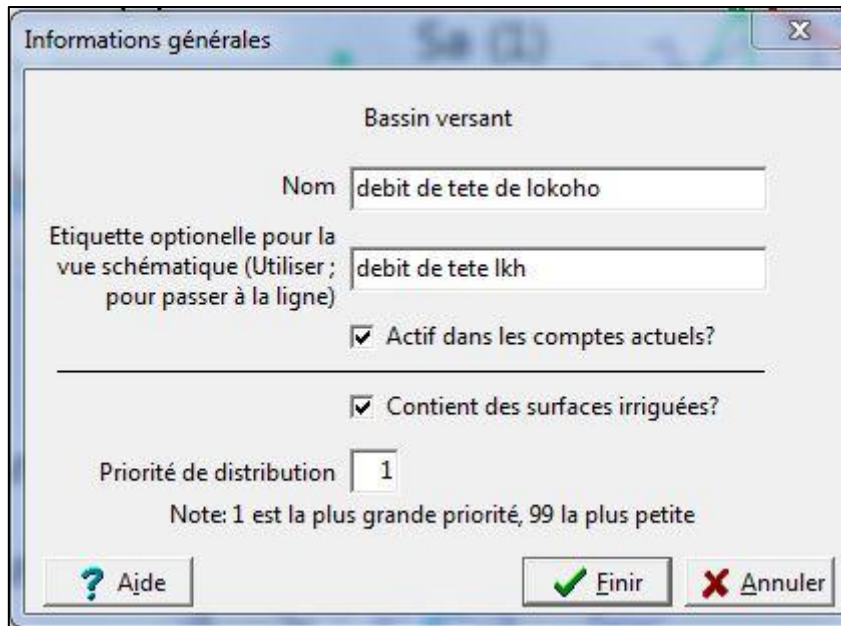 Informations générales
Sa (1)
Bassin versant
Nom debit de tete de lokoho
Etiquette optionelle pour la
vue schématique (Utiliser ; debit de tete lkh
pour passer à la ligne)
Actif dans les comptes actuels?
Contient des surfaces irriguées?
Priorité de distribution 1
Note: 1 est la plus grande priorité, 99 la plus petite
? Aide Finir Annuler